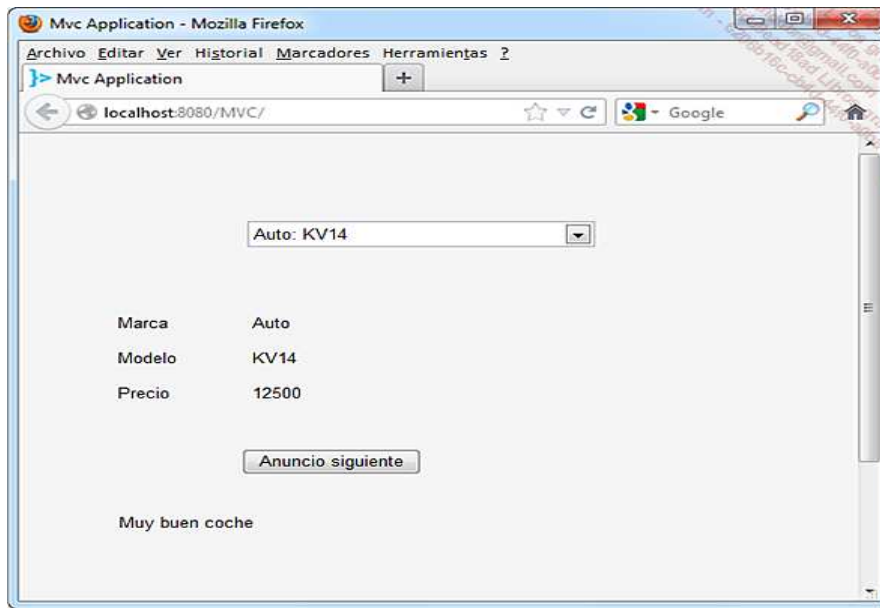 Mvc Application - Mozilla Firefox
Archivo Editar Ver Historial Marcadores Herramientas ?
}> Mvc Application +
localhost:8080/MVC/ Google
Auto: KV14
Marca Auto
Modelo KV14
Precio 12500
Anuncio siguiente
Muy buen coche